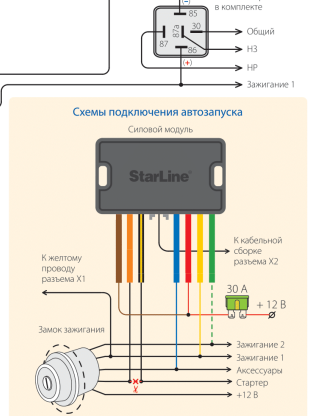 (–)
в комплекте
85
30
87a
87
86
Общий
НЗ
НР
(+)
Зажигание 1
Схемы подключения автозапуска
Силовой модуль
StarLine
К желтому
проводу
разъема X1
К кабельной
сборке
разъема X2
30 А
+ 12 В
Замок зажигания
Зажигание 2
Зажигание 1
Аксессуары
Стартер
+12 В